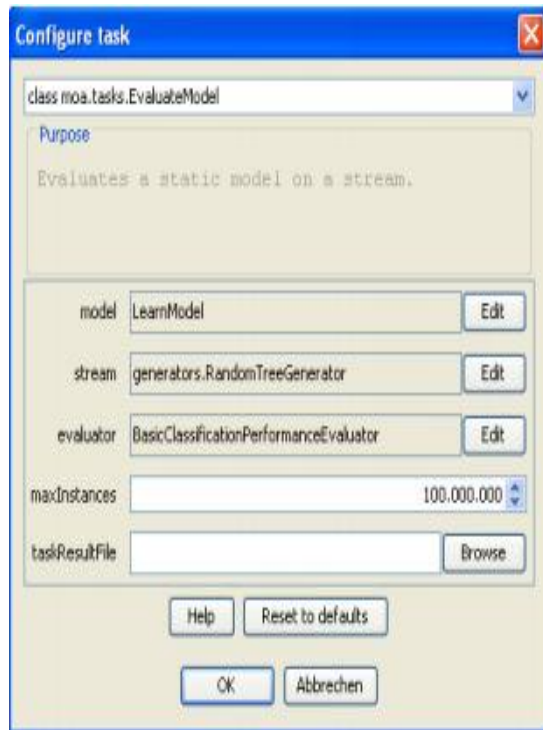 Configure task
class moa.tasks.EvaluateModel
Purpose
Evaluates a static model on a stream.
model LearnModel Edit
stream generators.RandomTreeGenerator Edit
evaluator BasicClassificationPerformanceEvaluator Edit
maxInstances 100.000.000
taskResultFile Browse
Help Reset to defaults
OK Abbrechen